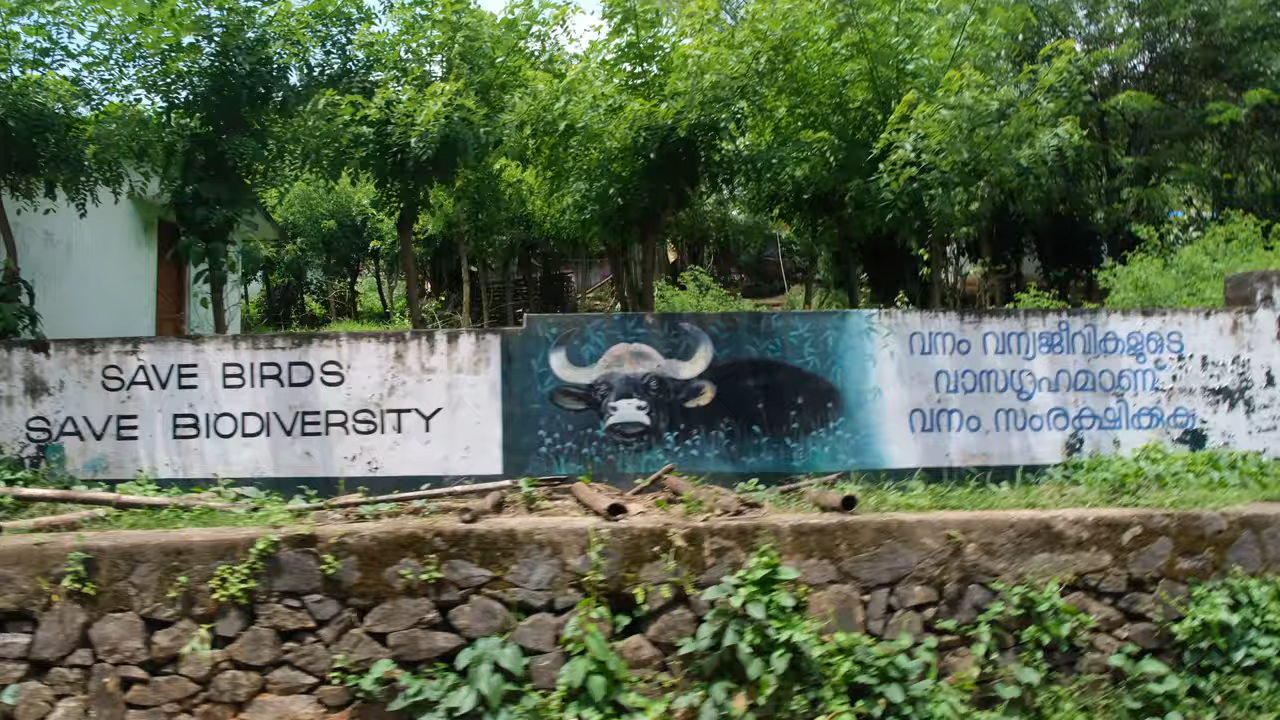 SAVE BIRDS
SAVE BIODIVERSITY
വനം വന്യജീവികളുടെ
വാസഗൃഹമാണ്
വനം സംരക്ഷിക്കുക